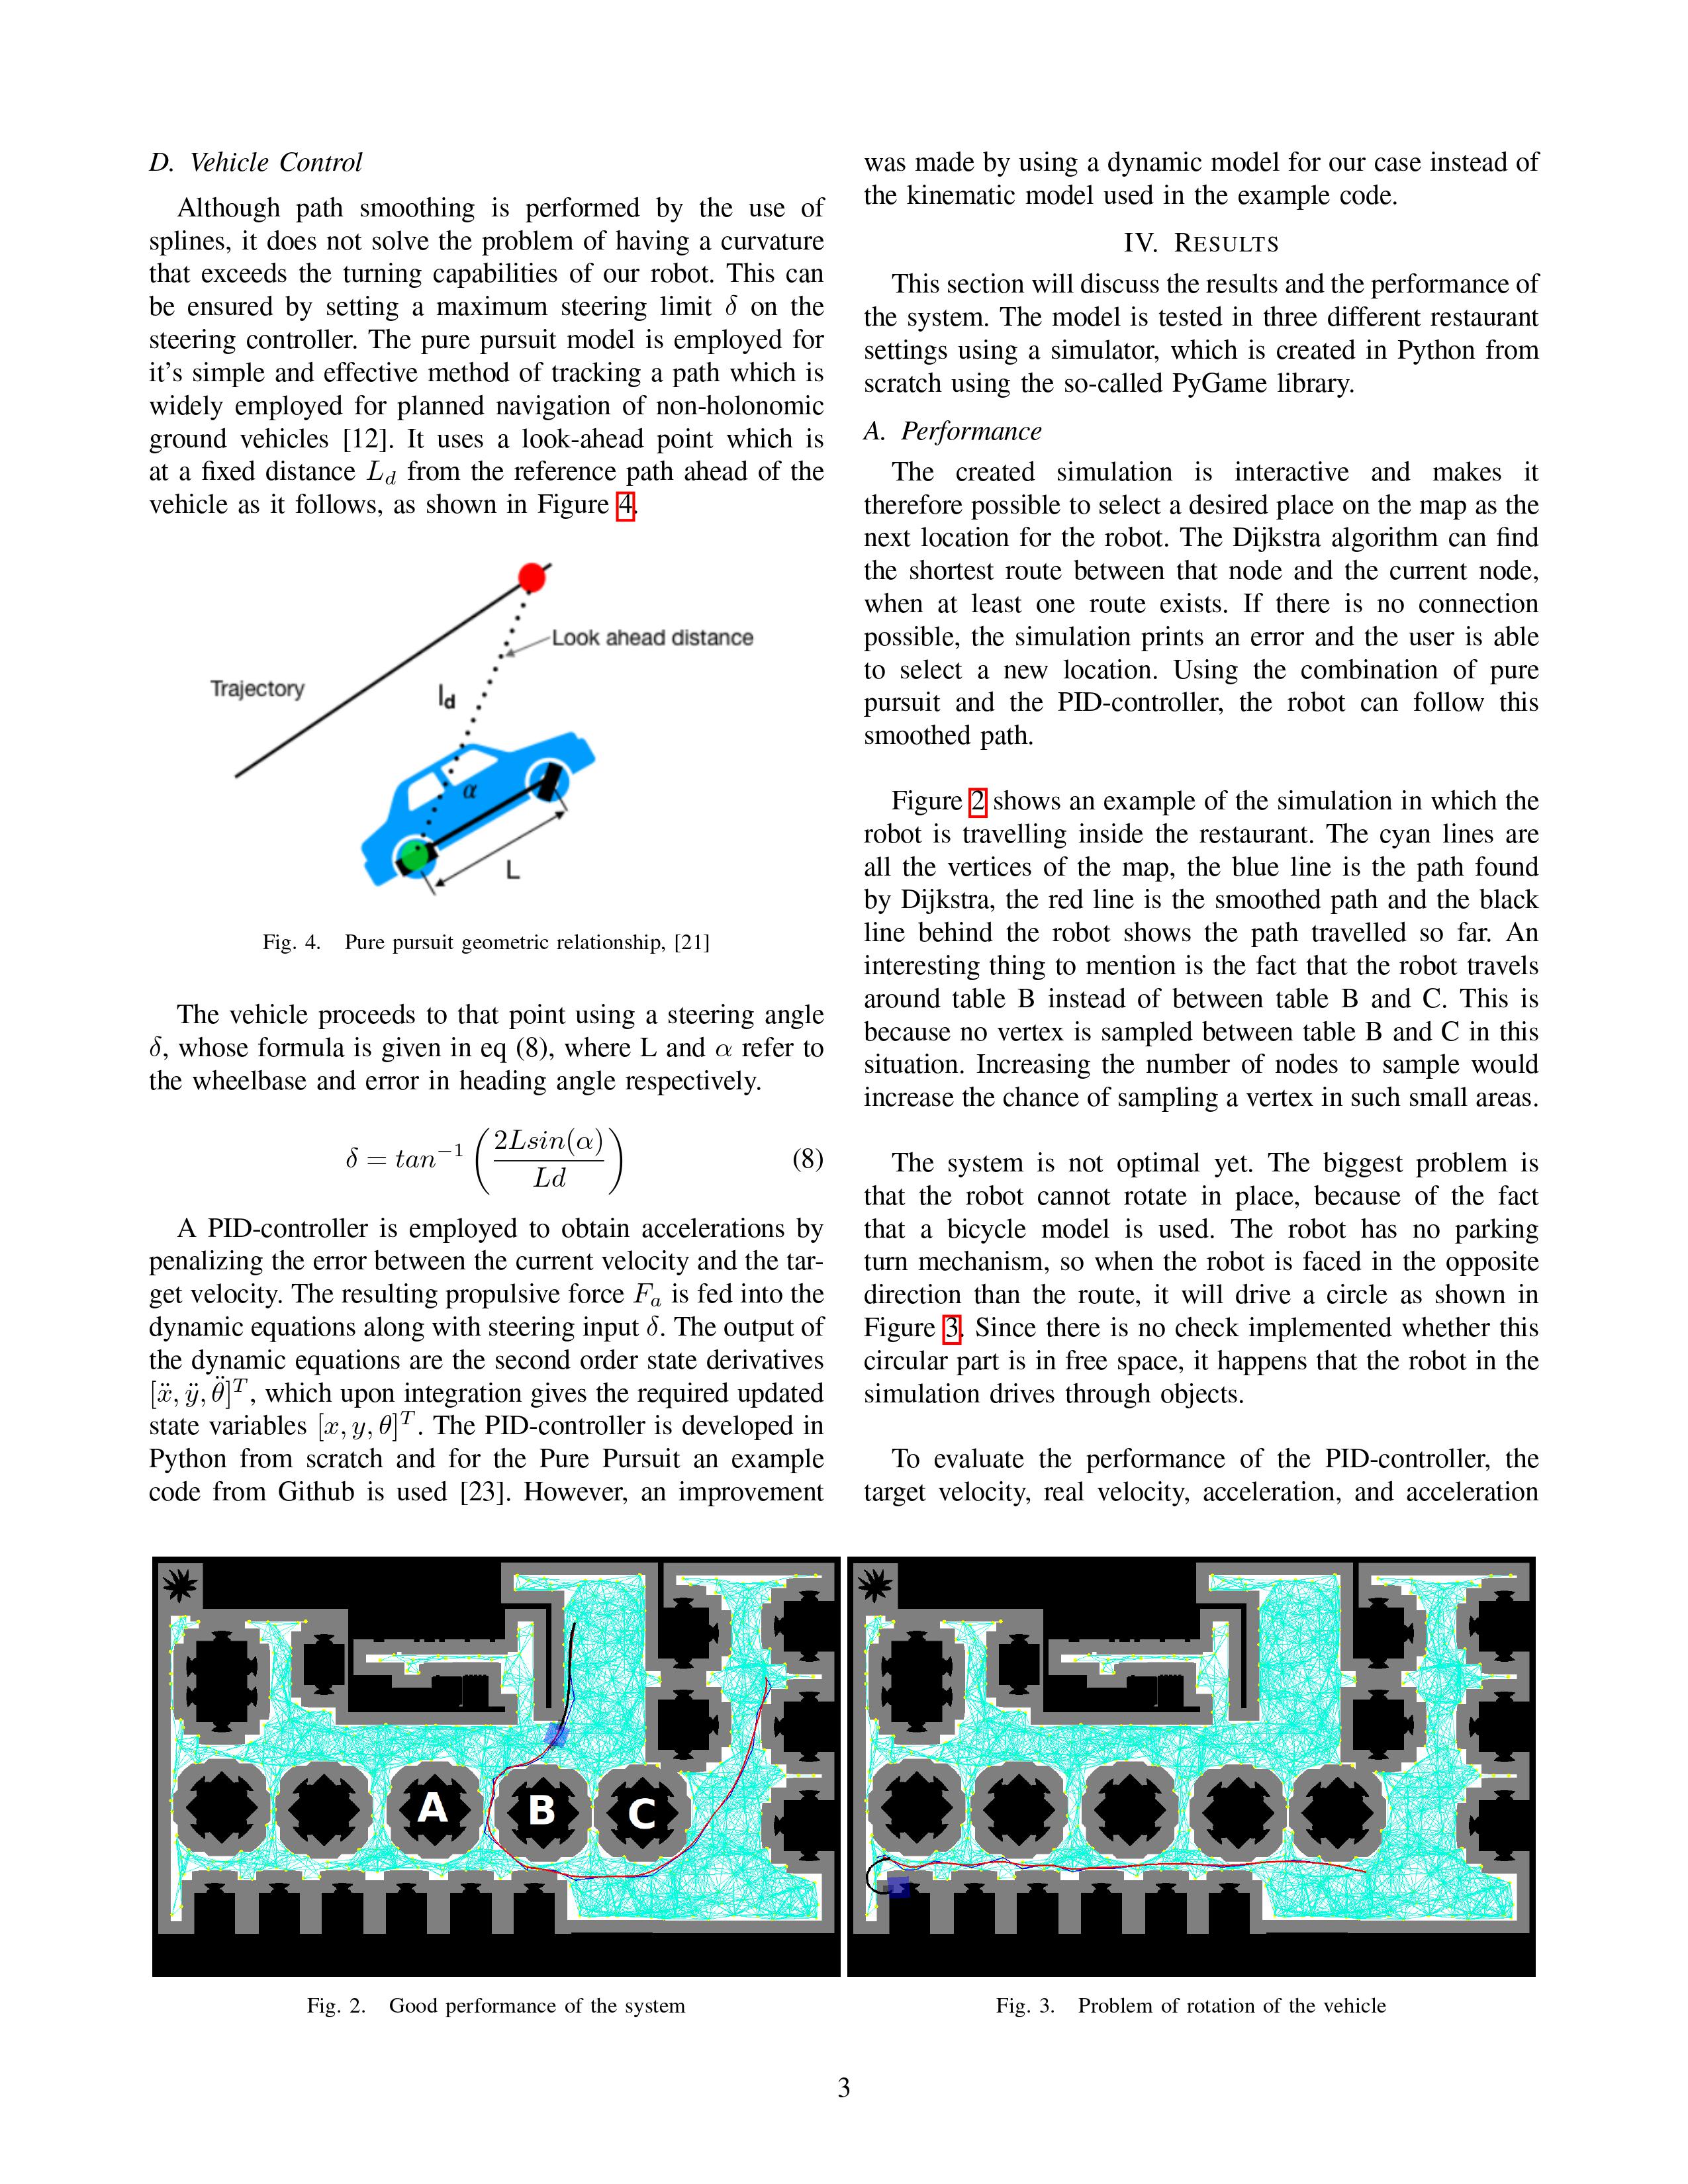 D. Vehicle Control
Although path smoothing is performed by the use of
splines, it does not solve the problem of having a curvature
that exceeds the turning capabilities of our robot. This can
be ensured by setting a maximum steering limit δ on the
steering controller. The pure pursuit model is employed for
it's simple and effective method of tracking a path which is
widely employed for planned navigation of non-holonomic
ground vehicles [12]. It uses a look-ahead point which is
at a fixed distance L_d from the reference path ahead of the
vehicle as it follows, as shown in Figure 4.
Look ahead distance
Trajectory
l_d
α
L
Fig. 4. Pure pursuit geometric relationship, [21]
The vehicle proceeds to that point using a steering angle
δ, whose formula is given in eq (8), where L and α refer to
the wheelbase and error in heading angle respectively.
δ = tan⁻¹ (2Lsin(α) / Ld) (8)
A PID-controller is employed to obtain accelerations by
penalizing the error between the current velocity and the tar-
get velocity. The resulting propulsive force F_a is fed into the
dynamic equations along with steering input δ. The output of
the dynamic equations are the second order state derivatives
[ẍ, ÿ, θ̈]ᵀ, which upon integration gives the required updated
state variables [x, y, θ]ᵀ. The PID-controller is developed in
Python from scratch and for the Pure Pursuit an example
code from Github is used [23]. However, an improvement
was made by using a dynamic model for our case instead of
the kinematic model used in the example code.
IV. RESULTS
This section will discuss the results and the performance of
the system. The model is tested in three different restaurant
settings using a simulator, which is created in Python from
scratch using the so-called PyGame library.
A. Performance
The created simulation is interactive and makes it
therefore possible to select a desired place on the map as the
next location for the robot. The Dijkstra algorithm can find
the shortest route between that node and the current node,
when at least one route exists. If there is no connection
possible, the simulation prints an error and the user is able
to select a new location. Using the combination of pure
pursuit and the PID-controller, the robot can follow this
smoothed path.
Figure 2 shows an example of the simulation in which the
robot is travelling inside the restaurant. The cyan lines are
all the vertices of the map, the blue line is the path found
by Dijkstra, the red line is the smoothed path and the black
line behind the robot shows the path travelled so far. An
interesting thing to mention is the fact that the robot travels
around table B instead of between table B and C. This is
because no vertex is sampled between table B and C in this
situation. Increasing the number of nodes to sample would
increase the chance of sampling a vertex in such small areas.
The system is not optimal yet. The biggest problem is
that the robot cannot rotate in place, because of the fact
that a bicycle model is used. The robot has no parking
turn mechanism, so when the robot is faced in the opposite
direction than the route, it will drive a circle as shown in
Figure 3. Since there is no check implemented whether this
circular part is in free space, it happens that the robot in the
simulation drives through objects.
To evaluate the performance of the PID-controller, the
target velocity, real velocity, acceleration, and acceleration
A B C
Fig. 2. Good performance of the system
Fig. 3. Problem of rotation of the vehicle
3